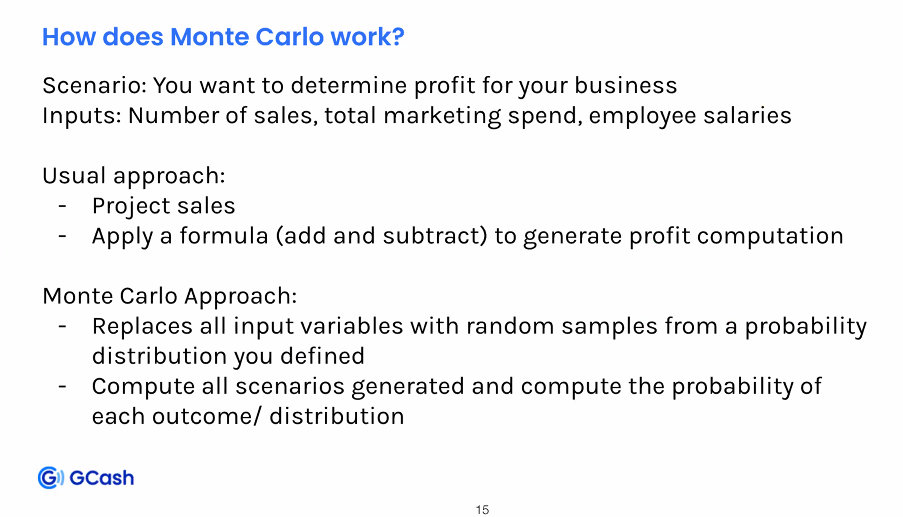 How does Monte Carlo work?
Scenario: You want to determine profit for your business
Inputs: Number of sales, total marketing spend, employee salaries
Usual approach:
- Project sales
- Apply a formula (add and subtract) to generate profit computation
Monte Carlo Approach:
- Replaces all input variables with random samples from a probability
distribution you defined
- Compute all scenarios generated and compute the probability of
each outcome/ distribution
GCash
15